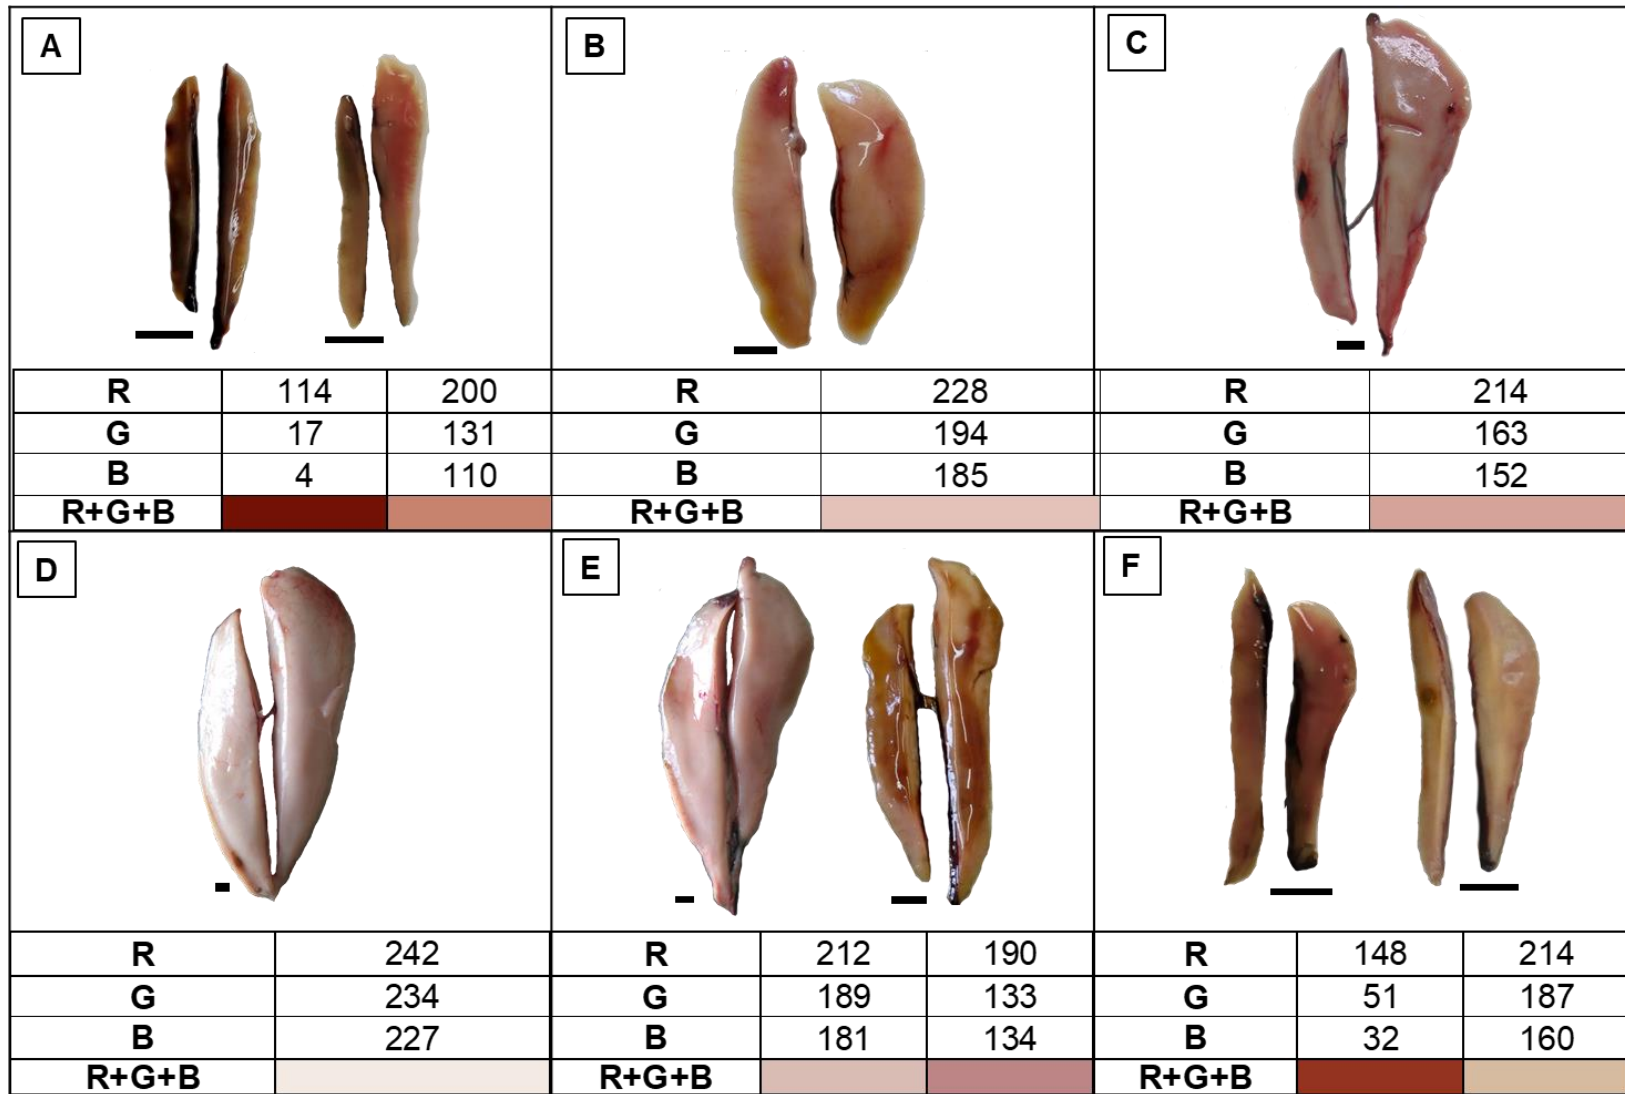 A
B
C
R 114 200 R 228 R 214
G 17 131 G 194 G 163
B 4 110 B 185 B 152
R+G+B R+G+B R+G+B
D
E
F
R 242 R 212 190 R 148 214
G 234 G 189 133 G 51 187
B 227 B 181 134 B 32 160
R+G+B R+G+B R+G+B